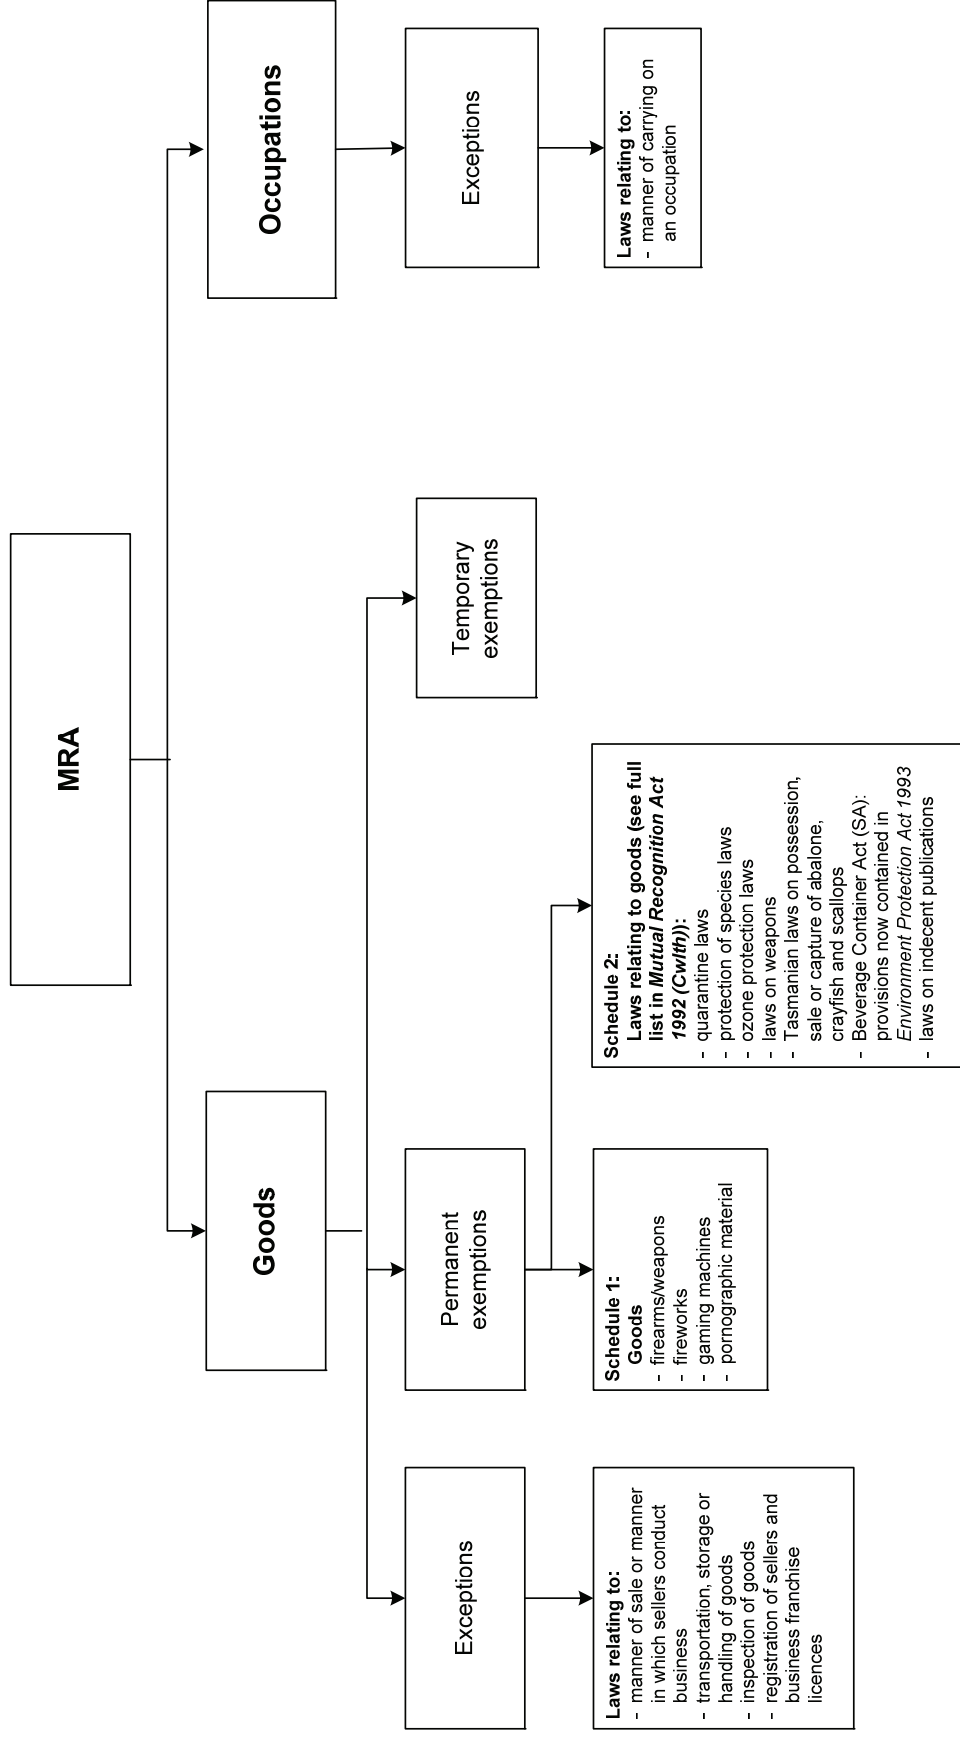 MRA
Goods
Occupations
Exceptions
Permanent
exemptions
Temporary
exemptions
Exceptions
Laws relating to:
- manner of sale or manner
in which sellers conduct
business
- transportation, storage or
handling of goods
- inspection of goods
- registration of sellers and
business franchise
licences
Schedule 1:
Goods
- firearms/weapons
- fireworks
- gaming machines
- pornographic material
Schedule 2:
Laws relating to goods (see full
list in Mutual Recognition Act
1992 (Cwlth)):
- quarantine laws
- protection of species laws
- ozone protection laws
- laws on weapons
- Tasmanian laws on possession,
sale or capture of abalone,
crayfish and scallops
- Beverage Container Act (SA):
provisions now contained in
Environment Protection Act 1993
- laws on indecent publications
Laws relating to:
- manner of carrying on
an occupation